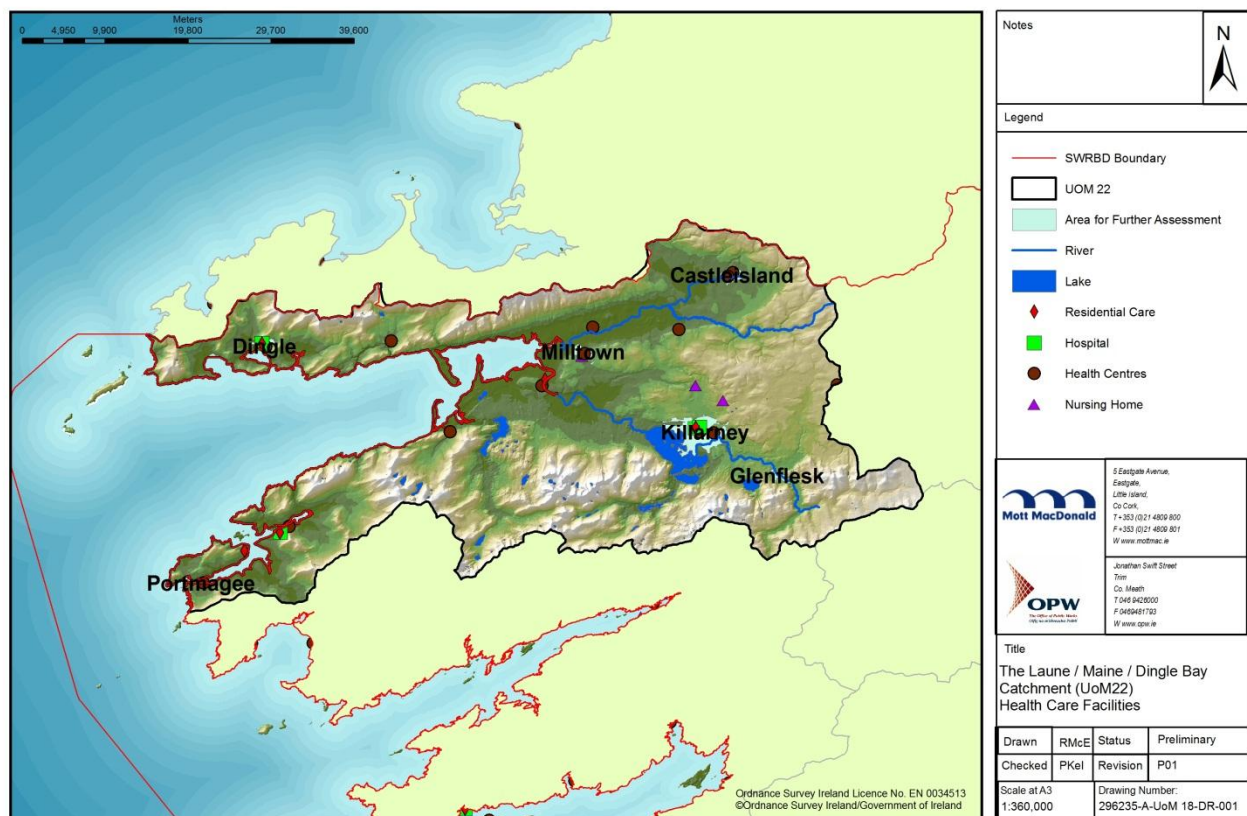 Meters
0 4,950 9,900 19,800 29,700 39,600
Castleisland
Dingle
Milltown
Killarney
Glenflesk
Portmagee
Ordnance Survey Ireland Licence No. EN 0034513
©Ordnance Survey Ireland/Government of Ireland
Notes
N
Legend
SWRBD Boundary
UOM 22
Area for Further Assessment
River
Lake
Residential Care
Hospital
Health Centres
Nursing Home
Mott MacDonald
5 Eastgate Avenue,
Eastgate,
Little Island,
Co Cork,
T +353 (0)21 4809 800
F +353 (0)21 4809 801
W www.mottmac.ie
OPW
The Office of Public Works
Jonathan Swift Street
Trim
Co. Meath
T 046 9426000
F 0469481793
W www.opw.ie
Title
The Laune / Maine / Dingle Bay
Catchment (UoM22)
Health Care Facilities
Drawn RMcE Status Preliminary
Checked PKel Revision P01
Scale at A3
1:360,000
Drawing Number:
296235-A-UoM 18-DR-001